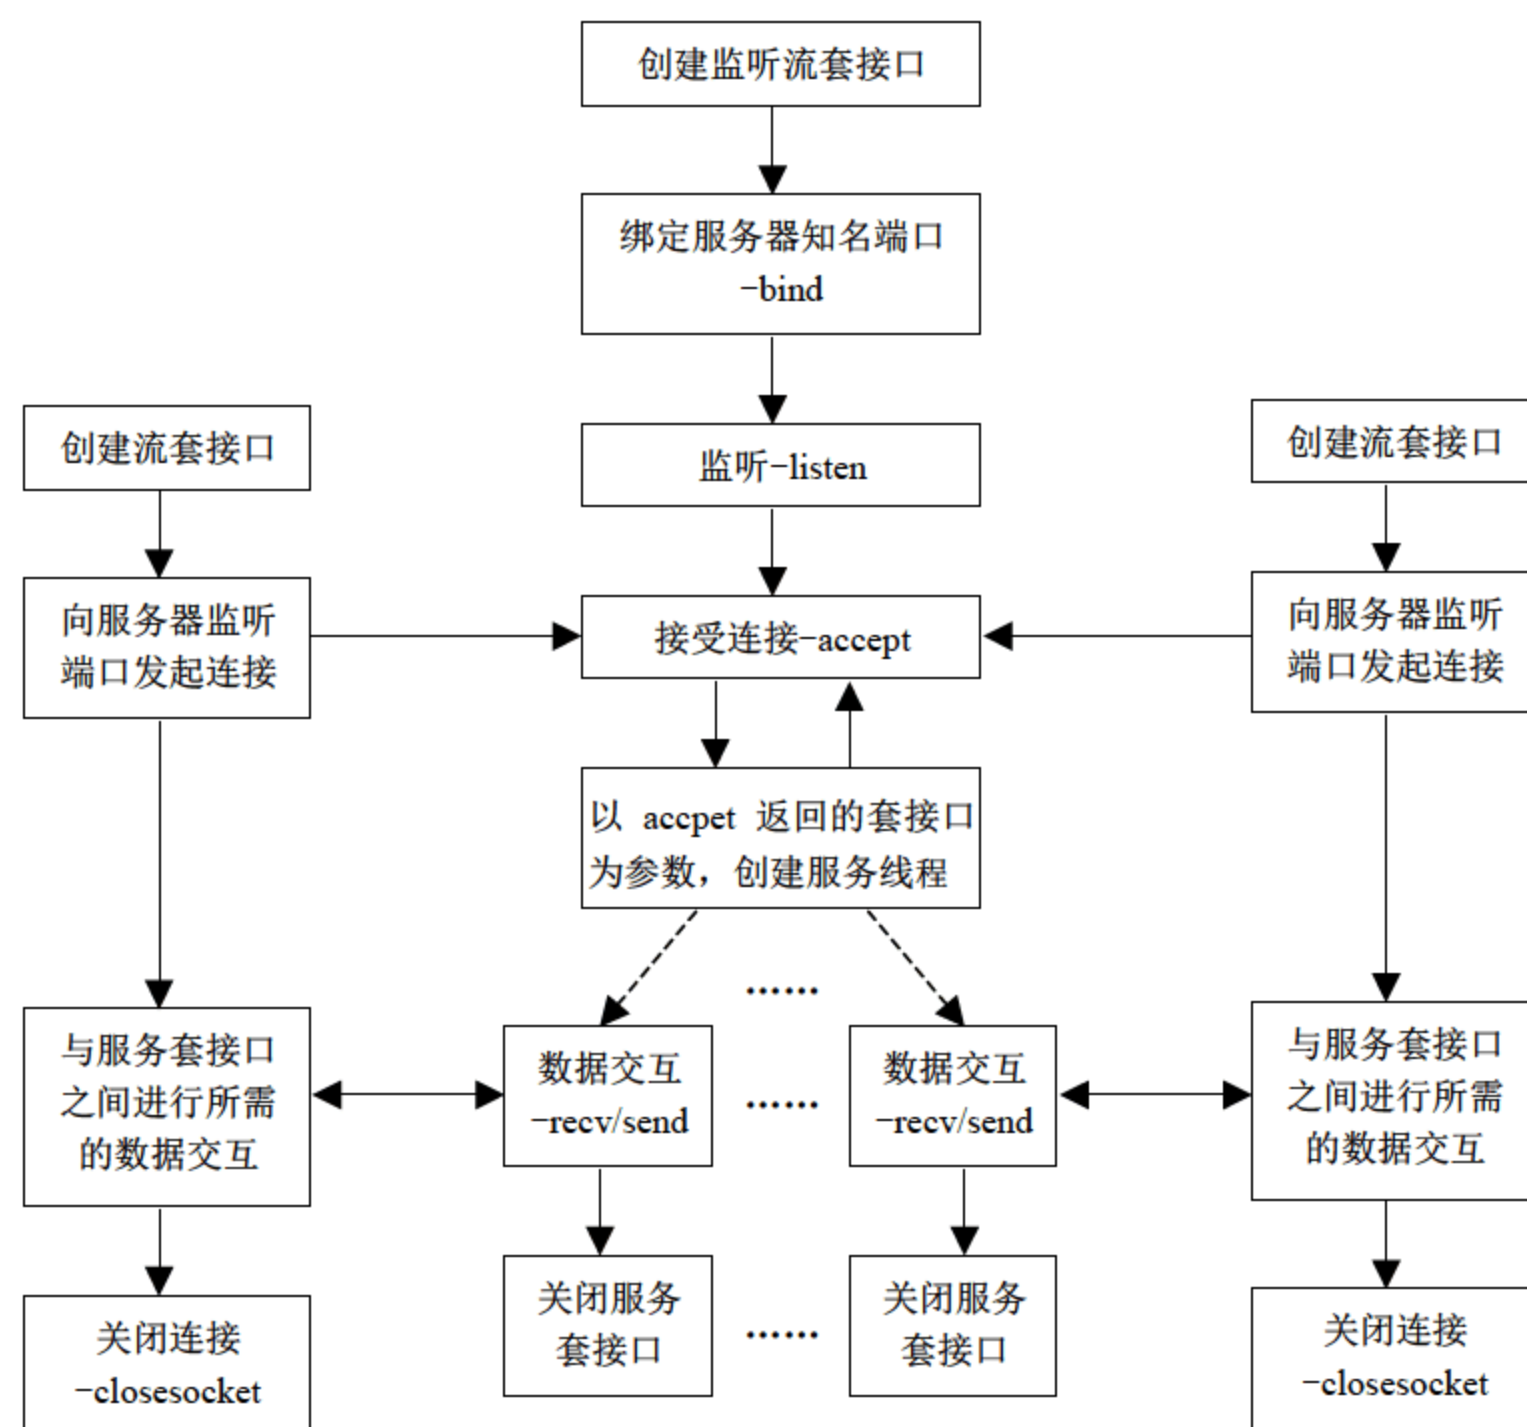 创建监听流套接口
绑定服务器知名端口
-bind
创建流套接口
监听-listen
创建流套接口
向服务器监听
端口发起连接
接受连接-accept
向服务器监听
端口发起连接
以 accpet 返回的套接口
为参数，创建服务线程
……
与服务套接口
之间进行所需
的数据交互
数据交互
-recv/send
……
数据交互
-recv/send
与服务套接口
之间进行所需
的数据交互
关闭连接
-closesocket
关闭服务
套接口
……
关闭服务
套接口
关闭连接
-closesocket